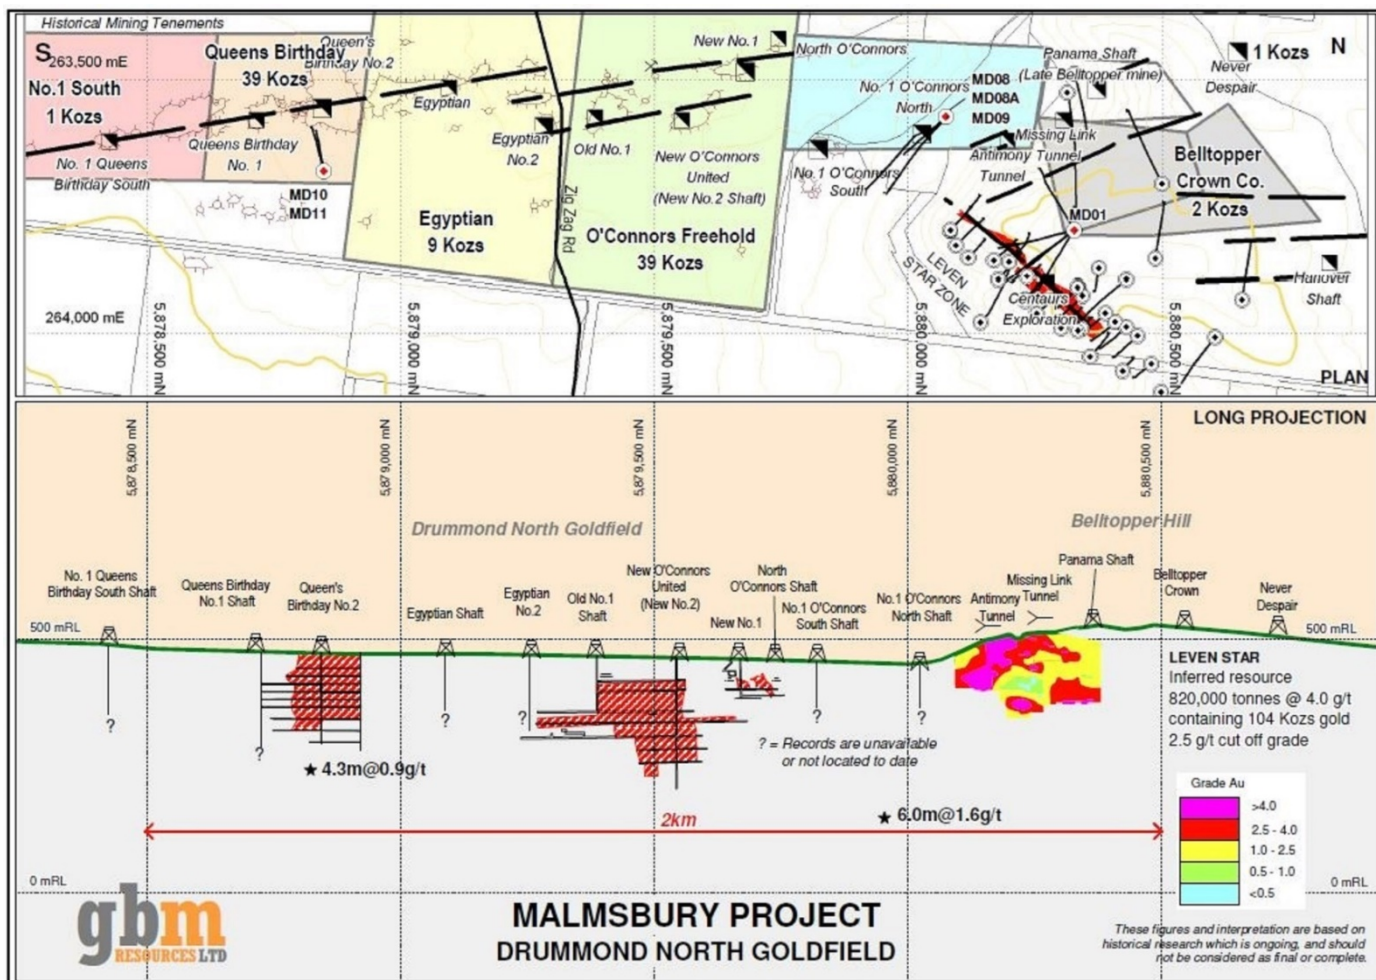 Historical Mining Tenements
S
263,500 mE
No.1 South
1 Kozs
No. 1 Queens
Birthday South
Queens Birthday
39 Kozs
Queen's
Birthday No.2
Queens Birthday
No. 1
MD10
MD11
Egyptian
Egyptian
No.2
Egyptian
9 Kozs
Zig Zag Rd
Old No.1
New No.1
New O'Connors
United
(New No.2 Shaft)
O'Connors Freehold
39 Kozs
North O'Connors
No. 1 O'Connors
North
MD08
MD08A
MD09
No.1 O'Connors
South
Panama Shaft
(Late Belltopper mine)
Missing Link
Tunnel
Antimony
Tunnel
Never
Despair
1 Kozs
N
Belltopper
Crown Co.
2 Kozs
MD01
LEVEN
STAR ZONE
Centaurs
Exploration
Hanover
Shaft
264,000 mE
5,878,500 mN
5,879,000 mN
5,879,500 mN
5,880,000 mN
5,880,500 mN
PLAN
LONG PROJECTION
5,878,500 mN
5,879,000 mN
5,879,500 mN
5,880,000 mN
5,880,500 mN
Drummond North Goldfield
Belltopper Hill
No. 1 Queens
Birthday South Shaft
Queens Birthday
No.1 Shaft
Queen's
Birthday No.2
Egyptian Shaft
Egyptian
No.2
Old No.1
Shaft
New O'Connors
United
(New No.2)
New No.1
North
O'Connors Shaft
No.1 O'Connors
South Shaft
No.1 O'Connors
North Shaft
Antimony
Tunnel
Missing Link
Tunnel
Panama Shaft
Belltopper
Crown
Never
Despair
500 mRL
500 mRL
?
?
?
?
?
?
? = Records are unavailable
or not located to date
★ 4.3m@0.9g/t
★ 6.0m@1.6g/t
2km
LEVEN STAR
Inferred resource
820,000 tonnes @ 4.0 g/t
containing 104 Kozs gold
2.5 g/t cut off grade
Grade Au
>4.0
2.5 - 4.0
1.0 - 2.5
0.5 - 1.0
<0.5
0 mRL
0 mRL
gbm
RESOURCES LTD
MALMSBURY PROJECT
DRUMMOND NORTH GOLDFIELD
These figures and interpretation are based on
historical research which is ongoing, and should
not be considered as final or complete.